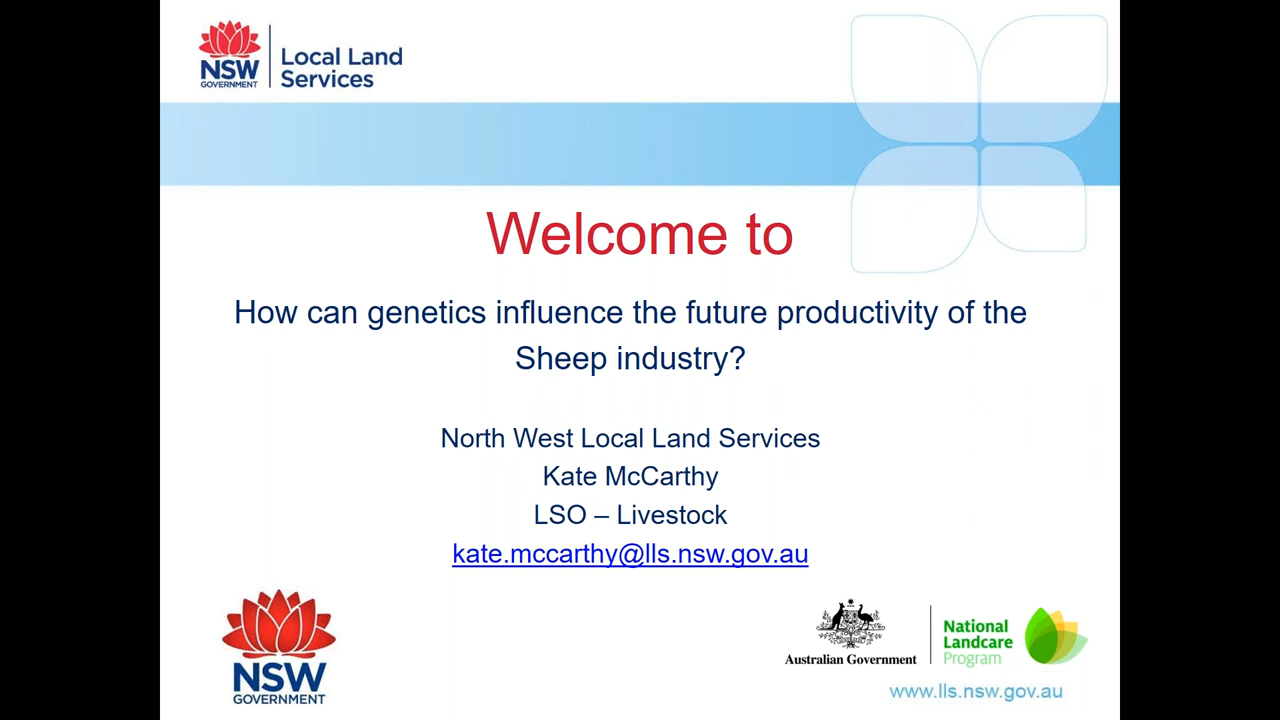 NSW
GOVERNMENT
Local Land
Services
Welcome to
How can genetics influence the future productivity of the
Sheep industry?
North West Local Land Services
Kate McCarthy
LSO – Livestock
kate.mccarthy@lls.nsw.gov.au
NSW
GOVERNMENT
Australian Government
National
Landcare
Program
www.lls.nsw.gov.au